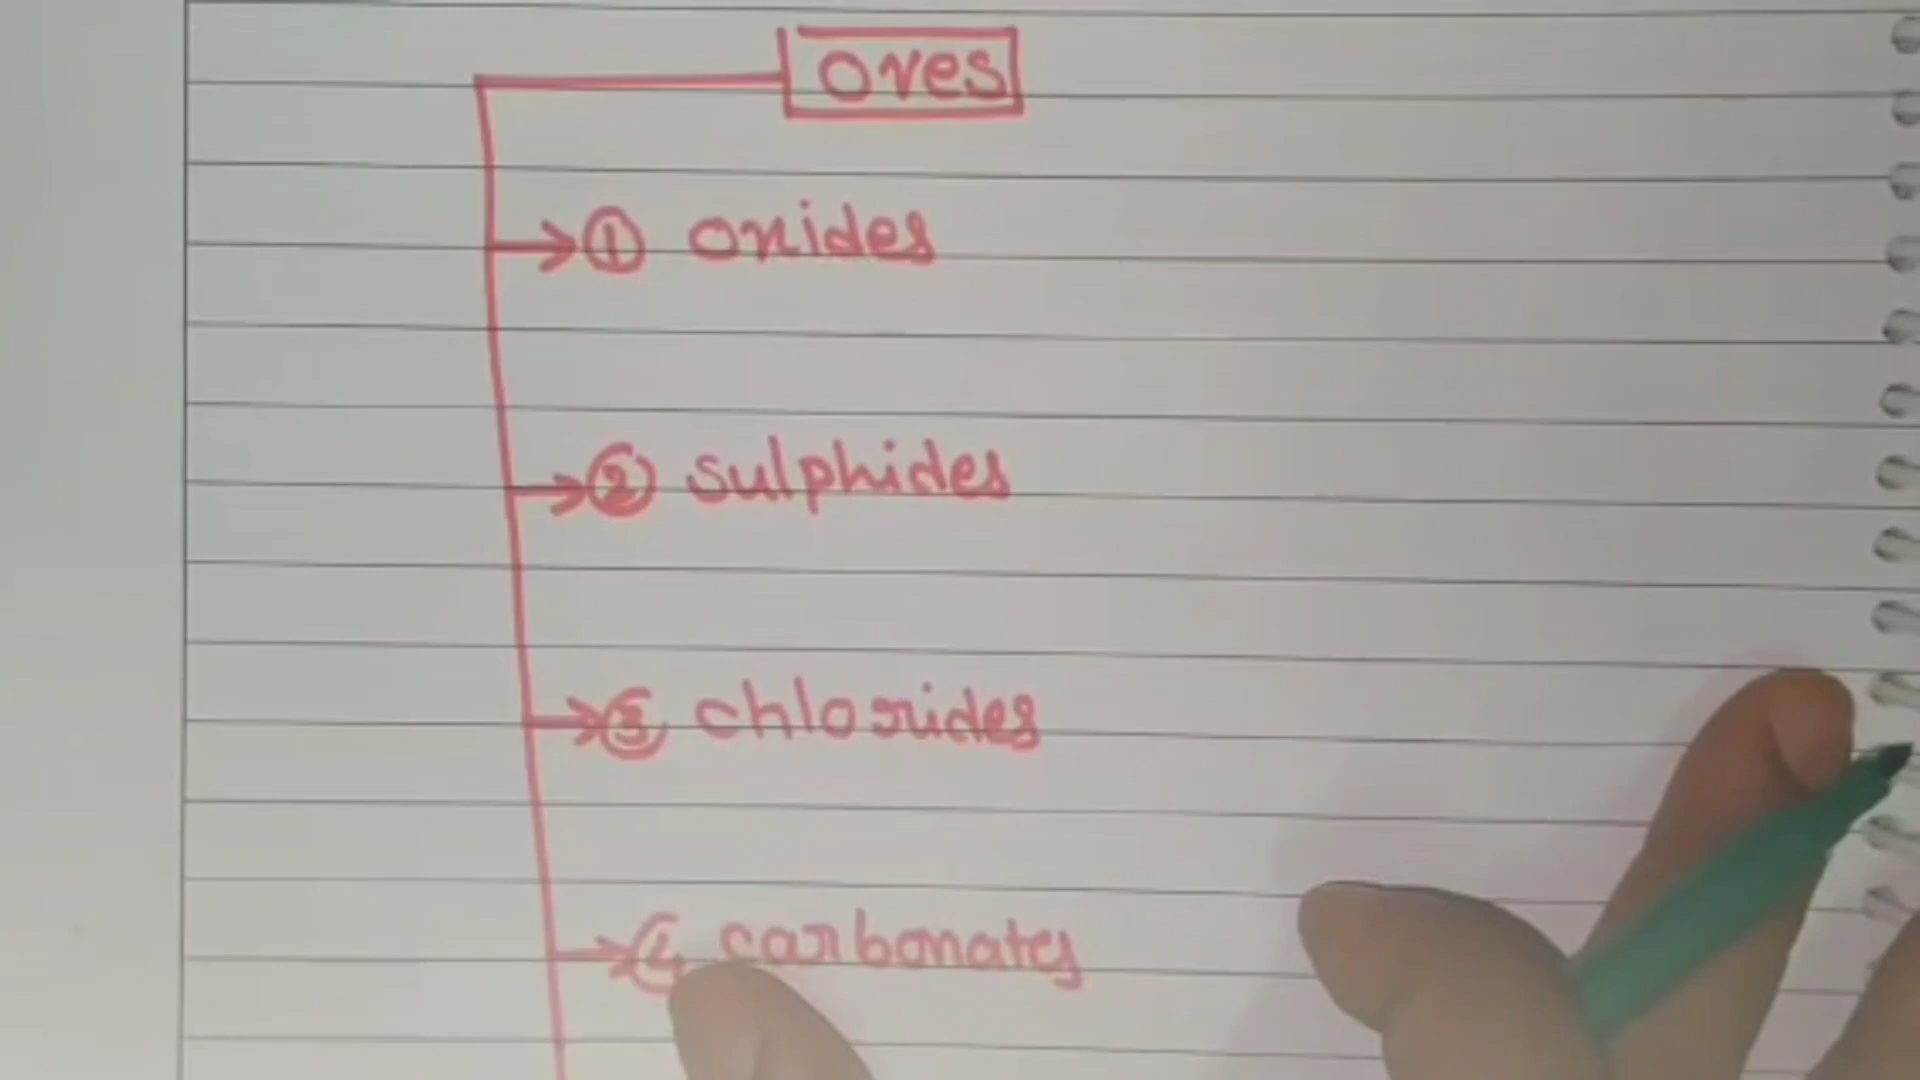 ores
① oxides
② sulphides
③ chlorides
④ carbonates